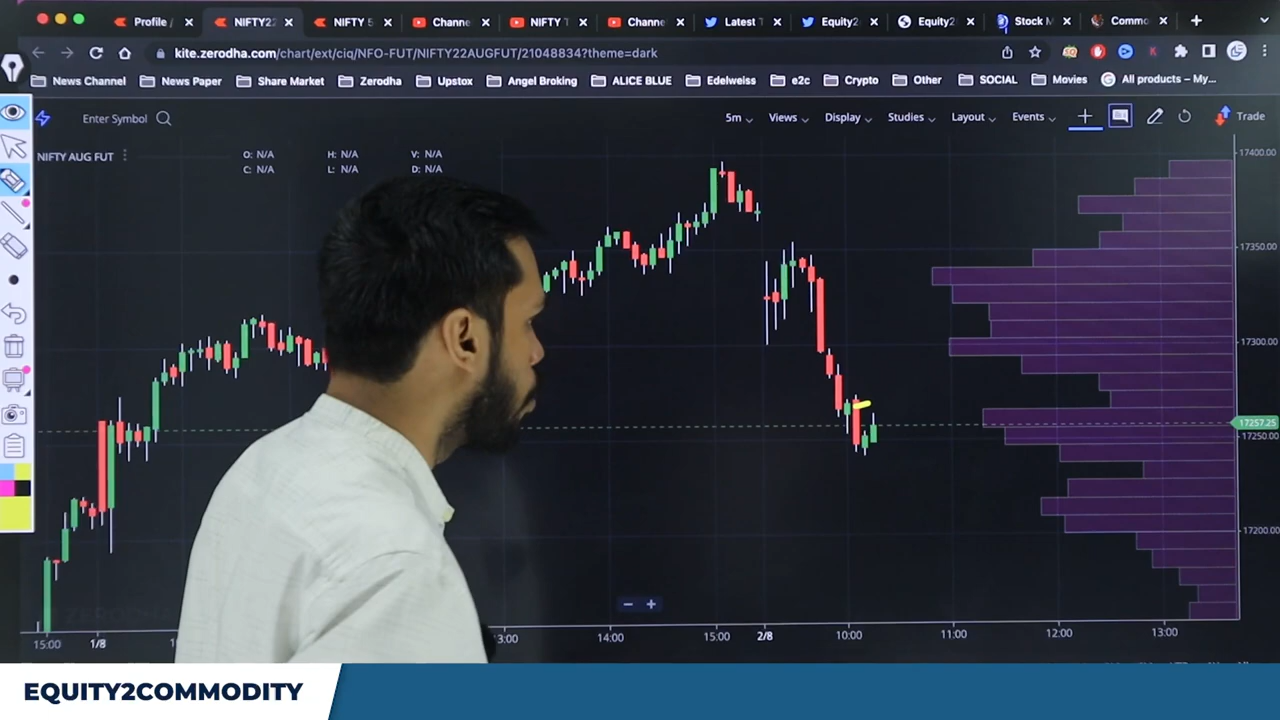 Profile /
NIFTY22
NIFTY 5
Channe
NIFTY T
Channe
Latest T
Equity2
Equity2
Stock M
Commo
kite.zerodha.com/chart/ext/ciq/NFO-FUT/NIFTY22AUGFUT/21048834?theme=dark
News Channel
News Paper
Share Market
Zerodha
Upstox
Angel Broking
ALICE BLUE
Edelweiss
e2c
Crypto
Other
SOCIAL
Movies
All products – My...
Enter Symbol
5m
Views
Display
Studies
Layout
Events
Trade
NIFTY AUG FUT
O: N/A
H: N/A
V: N/A
C: N/A
L: N/A
D: N/A
17400.00
17350.00
17300.00
17257.25
17250.00
17200.00
15:00
1/8
14:00
15:00
2/8
10:00
11:00
12:00
13:00
EQUITY2COMMODITY